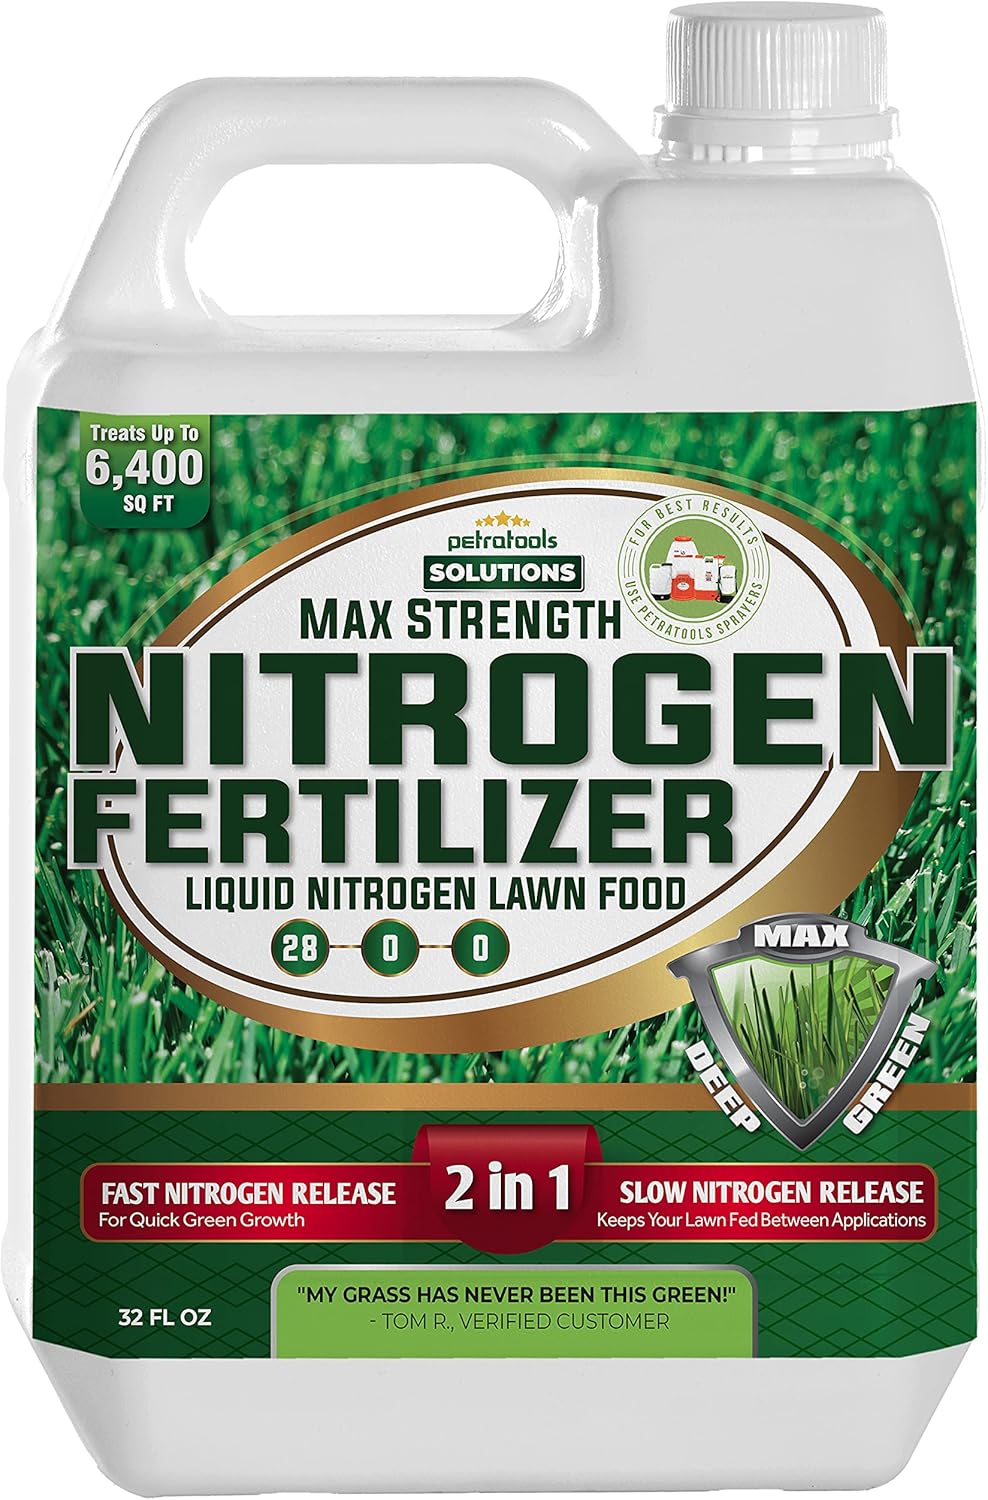 Treats Up To
6,400
SQ FT
petratools
SOLUTIONS
FOR BEST RESULTS
USE PETRATOOLS SPRAYERS
MAX STRENGTH
NITROGEN
FERTILIZER
LIQUID NITROGEN LAWN FOOD
28 0 0
MAX
DEEP
GREEN
FAST NITROGEN RELEASE
For Quick Green Growth
2 in 1
SLOW NITROGEN RELEASE
Keeps Your Lawn Fed Between Applications
32 FL OZ
"MY GRASS HAS NEVER BEEN THIS GREEN!"
- TOM R., VERIFIED CUSTOMER